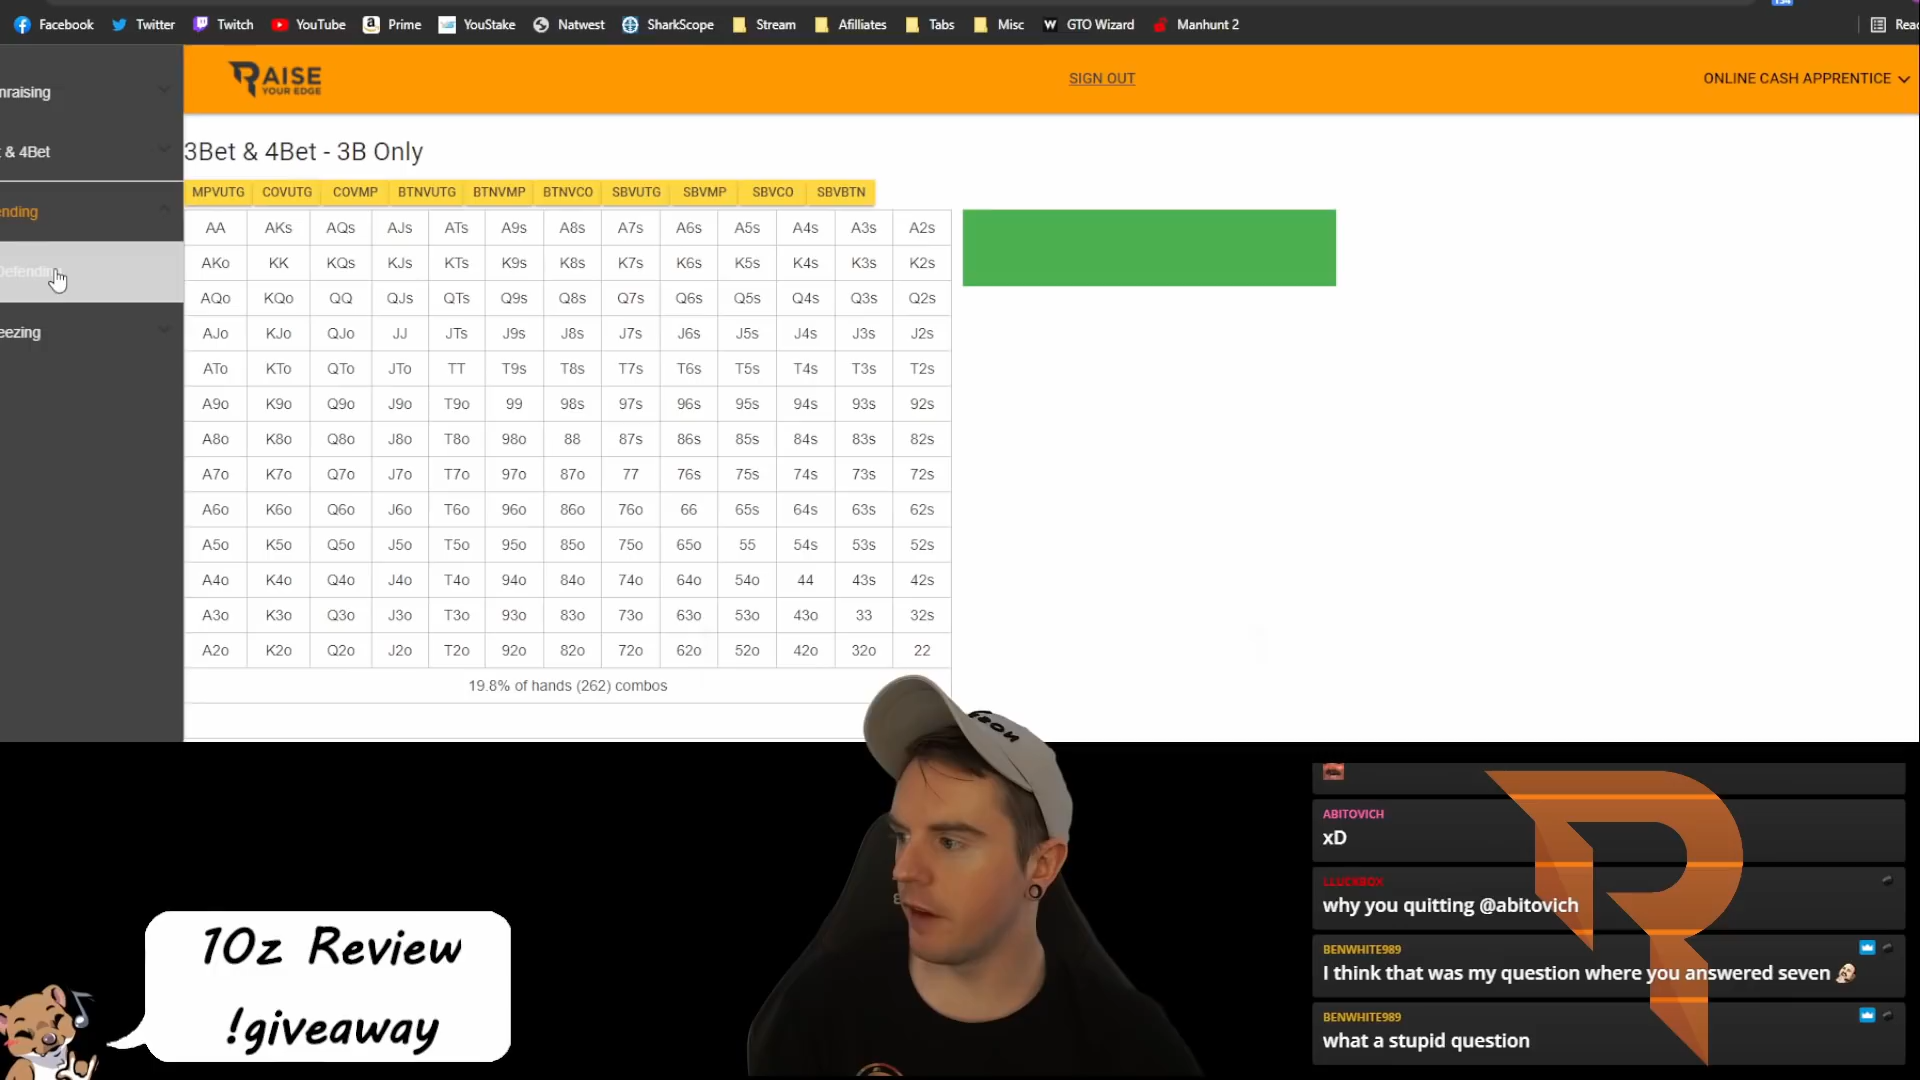 Facebook Twitter Twitch YouTube Prime YouStake Natwest SharkScope Stream Afilliates Tabs Misc GTO Wizard Manhunt 2 Reac
RAISE YOUR EDGE
SIGN OUT
ONLINE CASH APPRENTICE
nraising
& 4Bet
ending
Defending
eezing
3Bet & 4Bet - 3B Only
MPVUTG COVUTG COVMP BTNVUTG BTNVMP BTNVCO SBVUTG SBVMP SBVCO SBVBTN
AA AKs AQs AJs ATs A9s A8s A7s A6s A5s A4s A3s A2s
AKo KK KQs KJs KTs K9s K8s K7s K6s K5s K4s K3s K2s
AQo KQo QQ QJs QTs Q9s Q8s Q7s Q6s Q5s Q4s Q3s Q2s
AJo KJo QJo JJ JTs J9s J8s J7s J6s J5s J4s J3s J2s
ATo KTo QTo JTo TT T9s T8s T7s T6s T5s T4s T3s T2s
A9o K9o Q9o J9o T9o 99 98s 97s 96s 95s 94s 93s 92s
A8o K8o Q8o J8o T8o 98o 88 87s 86s 85s 84s 83s 82s
A7o K7o Q7o J7o T7o 97o 87o 77 76s 75s 74s 73s 72s
A6o K6o Q6o J6o T6o 96o 86o 76o 66 65s 64s 63s 62s
A5o K5o Q5o J5o T5o 95o 85o 75o 65o 55 54s 53s 52s
A4o K4o Q4o J4o T4o 94o 84o 74o 64o 54o 44 43s 42s
A3o K3o Q3o J3o T3o 93o 83o 73o 63o 53o 43o 33 32s
A2o K2o Q2o J2o T2o 92o 82o 72o 62o 52o 42o 32o 22
19.8% of hands (262) combos
10z Review
!giveaway
ABITOVICH
xD
LLUCKBOX
why you quitting @abitovich
BENWHITE989
I think that was my question where you answered seven
BENWHITE989
what a stupid question